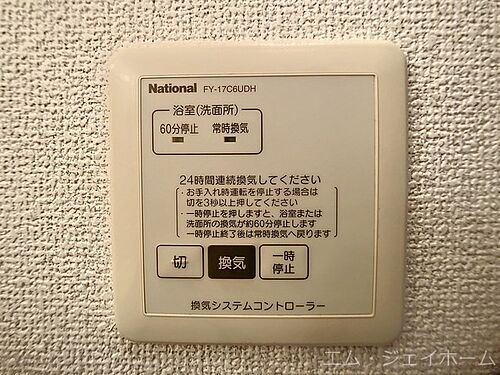 National FY-17C6UDH
浴室(洗面所)
60分停止 常時換気
24時間連続換気してください
・お手入れ時運転を停止する場合は
切を3秒以上押してください
・一時停止を押しますと、浴室または
洗面所の換気が約60分停止します
一時停止終了後は常時換気へ戻ります
切 換気 一時
停止
換気システムコントローラー
エム・ジェイホーム